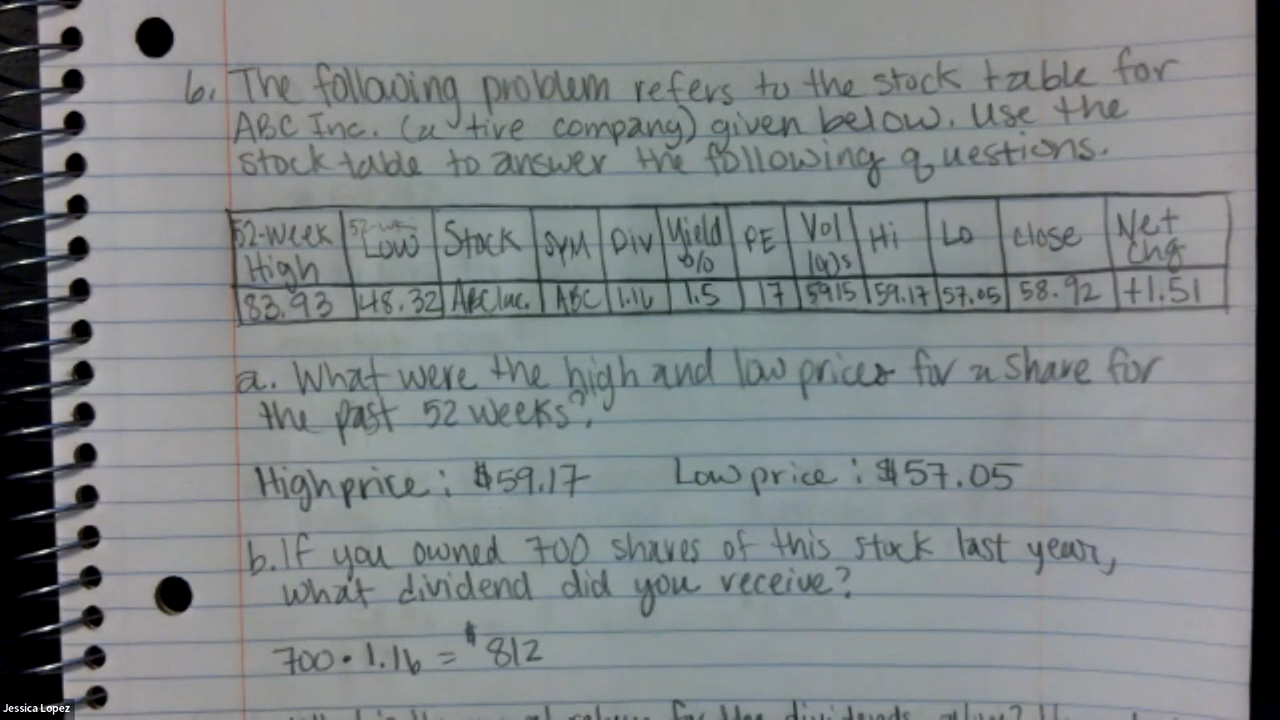 6. The following problem refers to the stock table for
ABC Inc. (a tire company) given below. Use the
stock table to answer the following questions.
52-Week High | 52-week Low | Stock | SYM | Div | Yield % | PE | Vol 100s | Hi | Lo | close | Net Chg
83.93 | 48.32 | ABC Inc. | ABC | 1.16 | 1.5 | 17 | 5915 | 59.17 | 57.05 | 58.92 | +1.51
a. What were the high and low prices for a share for
the past 52 weeks?
High price: $59.17 Low price: $57.05
b. If you owned 700 shares of this stock last year,
what dividend did you receive?
700 · 1.16 = $812
for the dividends
Jessica Lopez